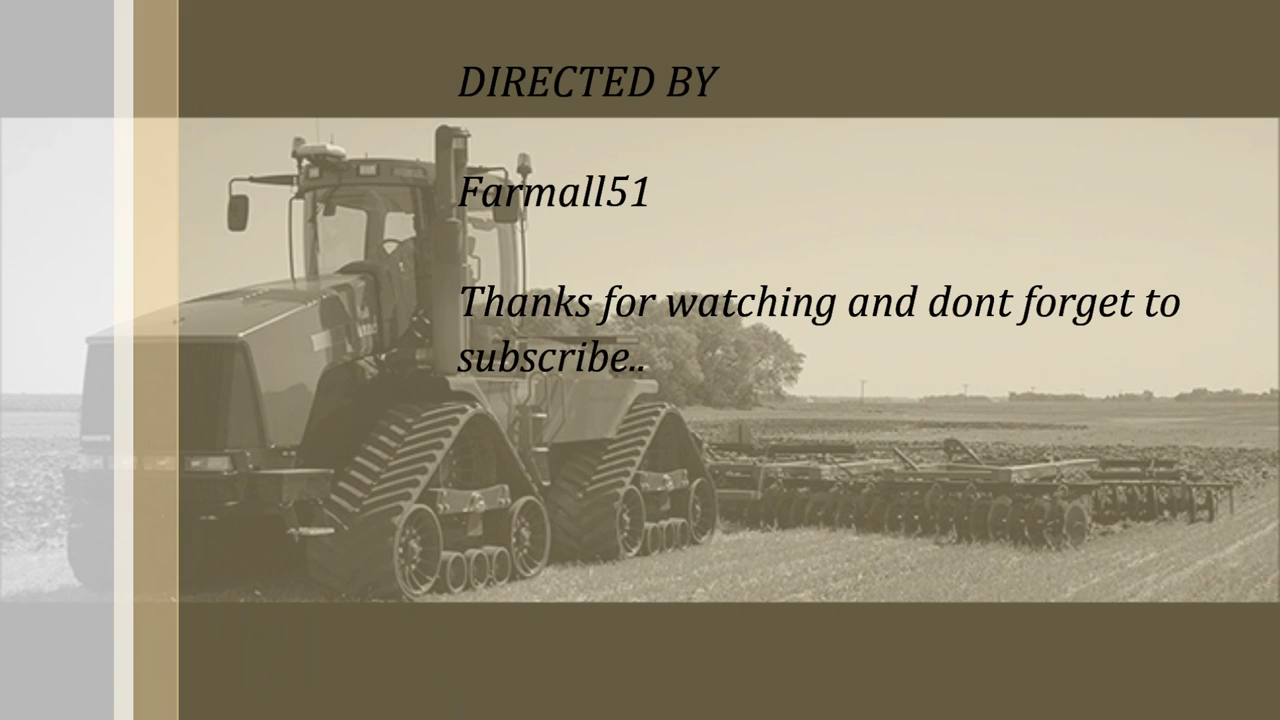 DIRECTED BY
Farmall51
Thanks for watching and dont forget to
subscribe..